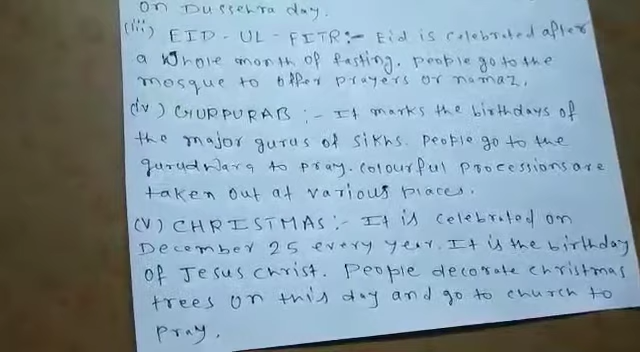 on Dussehra day.
(iii) EID-UL-FITR:- Eid is celebrated after
a whole month of fasting. people go to the
mosque to offer prayers or namaz.
(iv) GURPURAB :- It marks the birthdays of
the major gurus of sikhs. people go to the
gurudwara to pray. colourful processions are
taken out at various places.
(v) CHRISTMAS:- It is celebrated on
December 25 every year. It is the birthday
of Jesus christ. People decorate christmas
trees on this day and go to church to
pray.